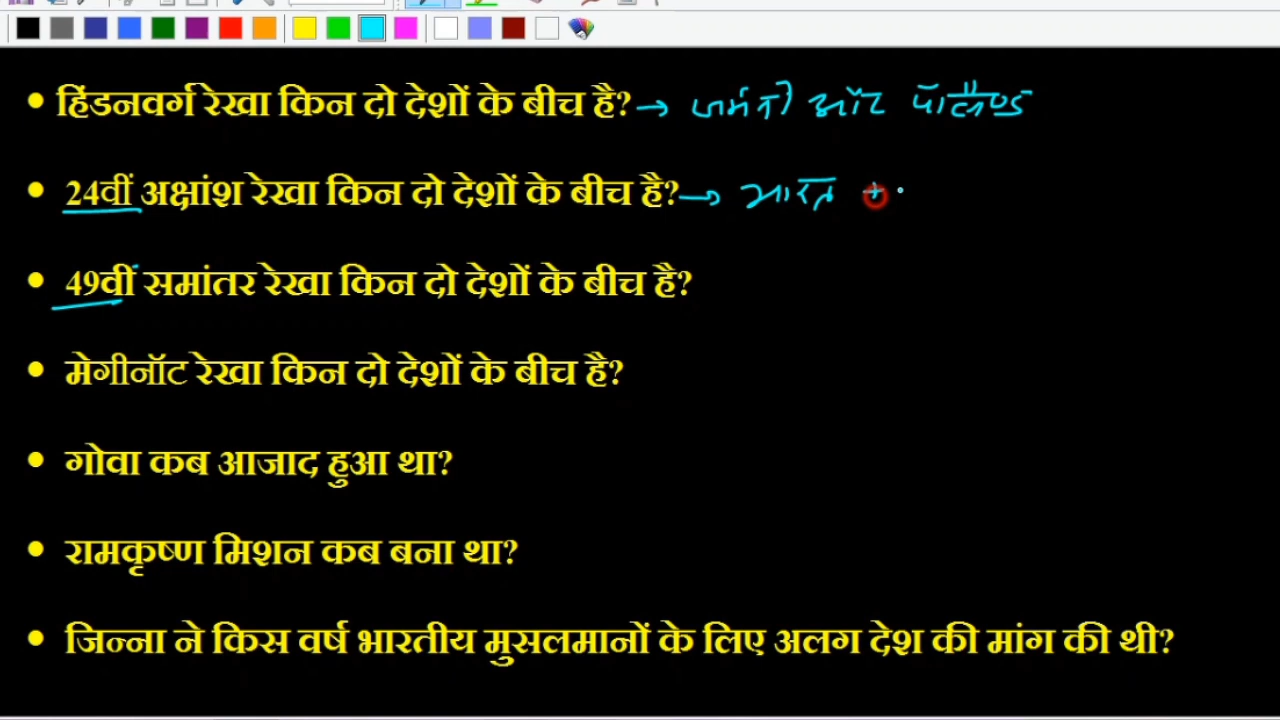 • हिंडनवर्ग रेखा किन दो देशों के बीच है? → जर्मनी और पोलैण्ड
• 24वीं अक्षांश रेखा किन दो देशों के बीच है? → भारत +
• 49वीं समांतर रेखा किन दो देशों के बीच है?
• मेगीनॉट रेखा किन दो देशों के बीच है?
• गोवा कब आजाद हुआ था?
• रामकृष्ण मिशन कब बना था?
• जिन्ना ने किस वर्ष भारतीय मुसलमानों के लिए अलग देश की मांग की थी?